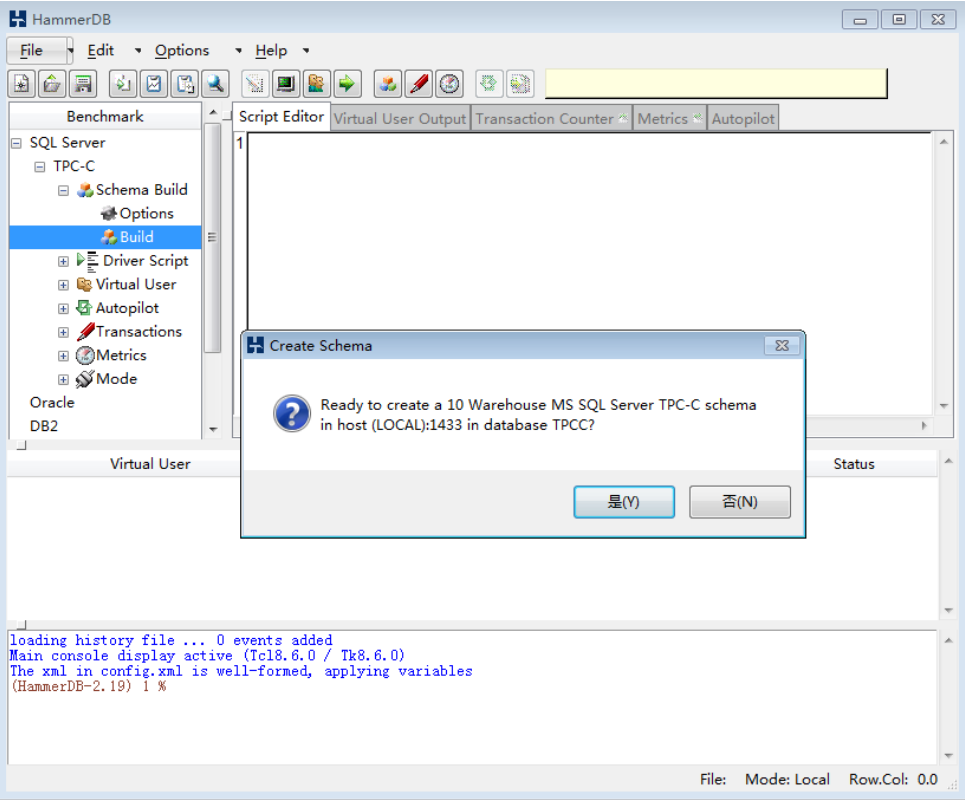 HammerDB
File Edit Options Help
Benchmark
SQL Server
TPC-C
Schema Build
Options
Build
Driver Script
Virtual User
Autopilot
Transactions
Metrics
Mode
Oracle
DB2
Script Editor Virtual User Output Transaction Counter Metrics Autopilot
1
Create Schema
Ready to create a 10 Warehouse MS SQL Server TPC-C schema
in host (LOCAL):1433 in database TPCC?
是(Y) 否(N)
Virtual User Status
loading history file ... 0 events added
Main console display active (Tcl8.6.0 / Tk8.6.0)
The xml in config.xml is well-formed, applying variables
(HammerDB-2.19) 1 %
File: Mode: Local Row.Col: 0.0